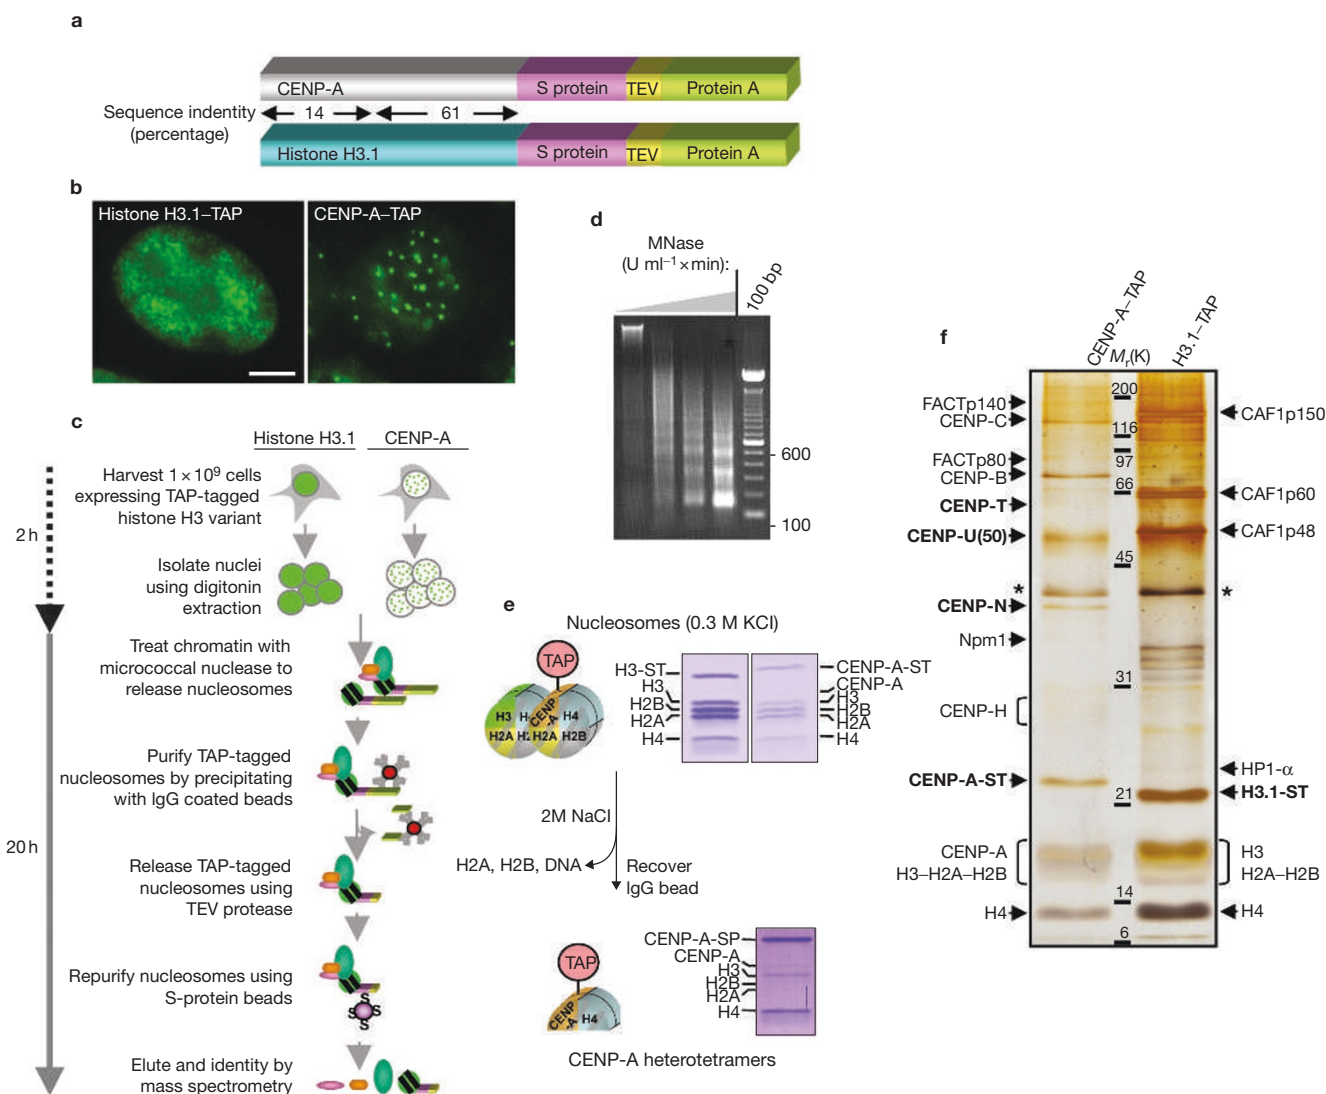 a
CENP-A
S protein
TEV
Protein A
Sequence indentity
(percentage)
14
61
Histone H3.1
S protein
TEV
Protein A
b
Histone H3.1–TAP
CENP-A–TAP
c
Histone H3.1
CENP-A
Harvest 1 × 10⁹ cells
expressing TAP-tagged
histone H3 variant
2 h
Isolate nuclei
using digitonin
extraction
Treat chromatin with
micrococcal nuclease to
release nucleosomes
Purify TAP-tagged
nucleosomes by precipitating
with IgG coated beads
20 h
Release TAP-tagged
nucleosomes using
TEV protease
Repurify nucleosomes using
S-protein beads
S
S
S
S
Elute and identity by
mass spectrometry
d
MNase
(U ml⁻¹ × min):
100 bp
600
100
e
Nucleosomes (0.3 M KCl)
TAP
H3
H2A
CENP
-A
H4
H2A
H2B
H3-ST
H3
H2B
H2A
H4
CENP-A-ST
CENP-A
H3
H2B
H2A
H4
2M NaCl
H2A, H2B, DNA
Recover
IgG bead
TAP
CENP
-A
H4
CENP-A-SP
CENP-A
H3
H2B
H2A
H4
CENP-A heterotetramers
f
CENP-A–TAP
Mr(K)
H3.1–TAP
FACTp140
CENP-C
FACTp80
CENP-B
CENP-T
CENP-U(50)
*
CENP-N
Npm1
CENP-H
CENP-A-ST
CENP-A
H3–H2A–H2B
H4
200
116
97
66
45
31
21
14
6
CAF1p150
CAF1p60
CAF1p48
*
HP1-α
H3.1-ST
H3
H2A–H2B
H4